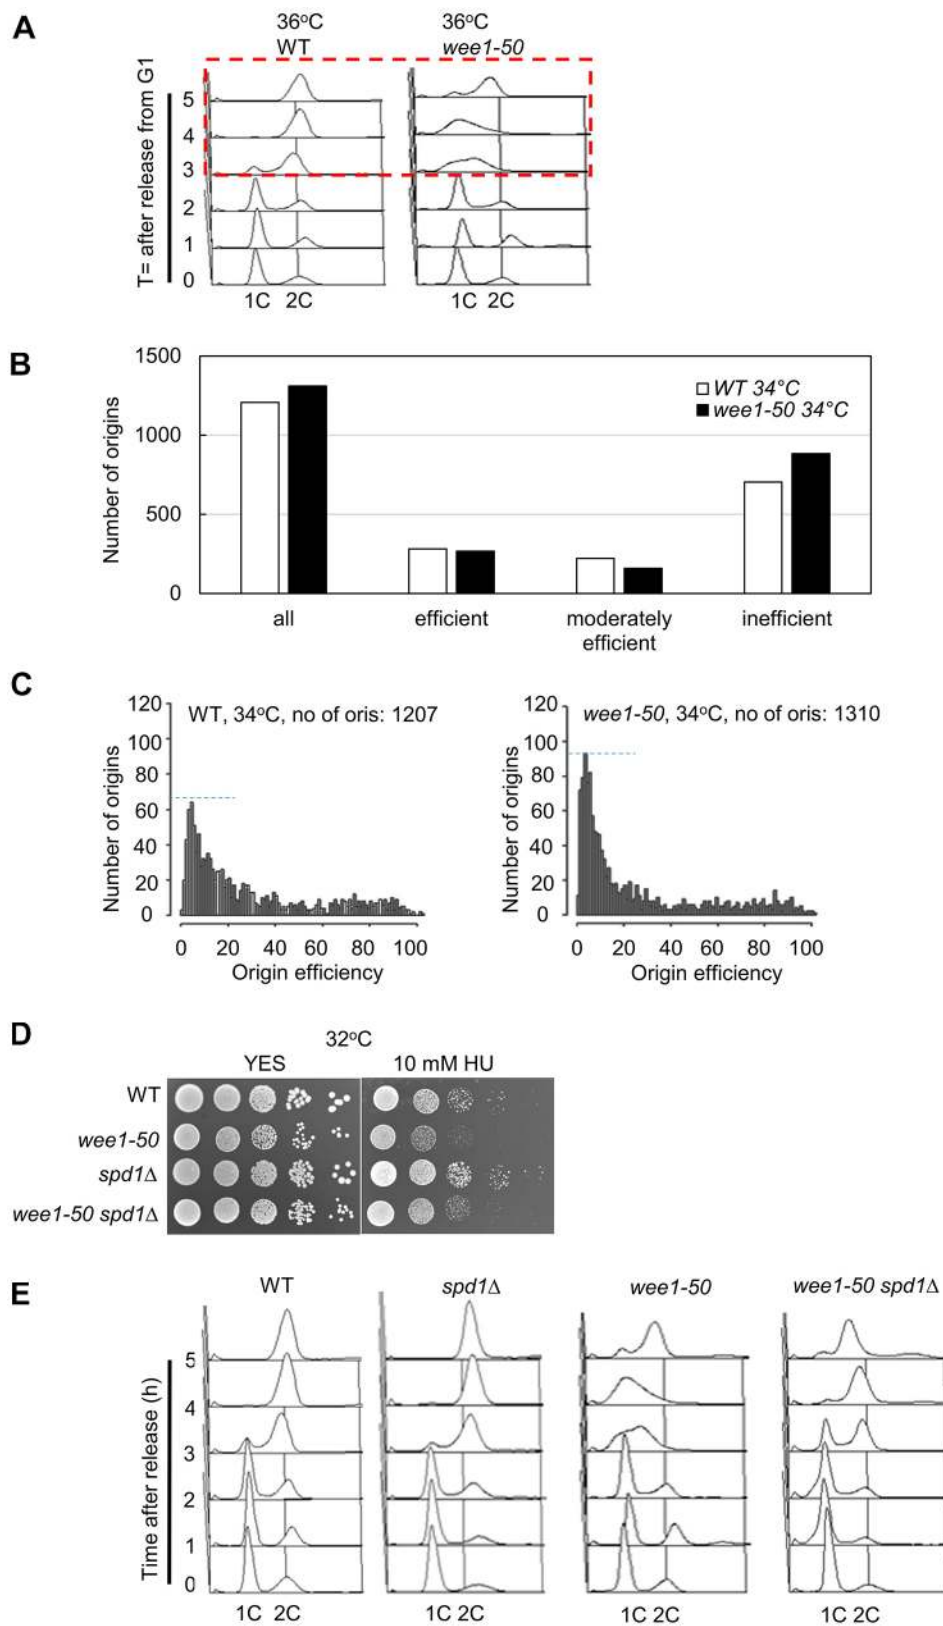 A
36°C
WT
36°C
wee1-50
T= after release from G1
5
4
3
2
1
0
1C 2C
1C 2C
B
Number of origins
1500
1000
500
0
WT 34°C
wee1-50 34°C
all
efficient
moderately
efficient
inefficient
C
Number of origins
120
100
80
60
40
20
0
WT, 34°C, no of oris: 1207
0 20 40 60 80 100
Origin efficiency
Number of origins
120
100
80
60
40
20
0
wee1-50, 34°C, no of oris: 1310
0 20 40 60 80 100
Origin efficiency
D
32°C
YES
10 mM HU
WT
wee1-50
spd1Δ
wee1-50 spd1Δ
E
WT
spd1Δ
wee1-50
wee1-50 spd1Δ
Time after release (h)
5
4
3
2
1
0
1C 2C
1C 2C
1C 2C
1C 2C